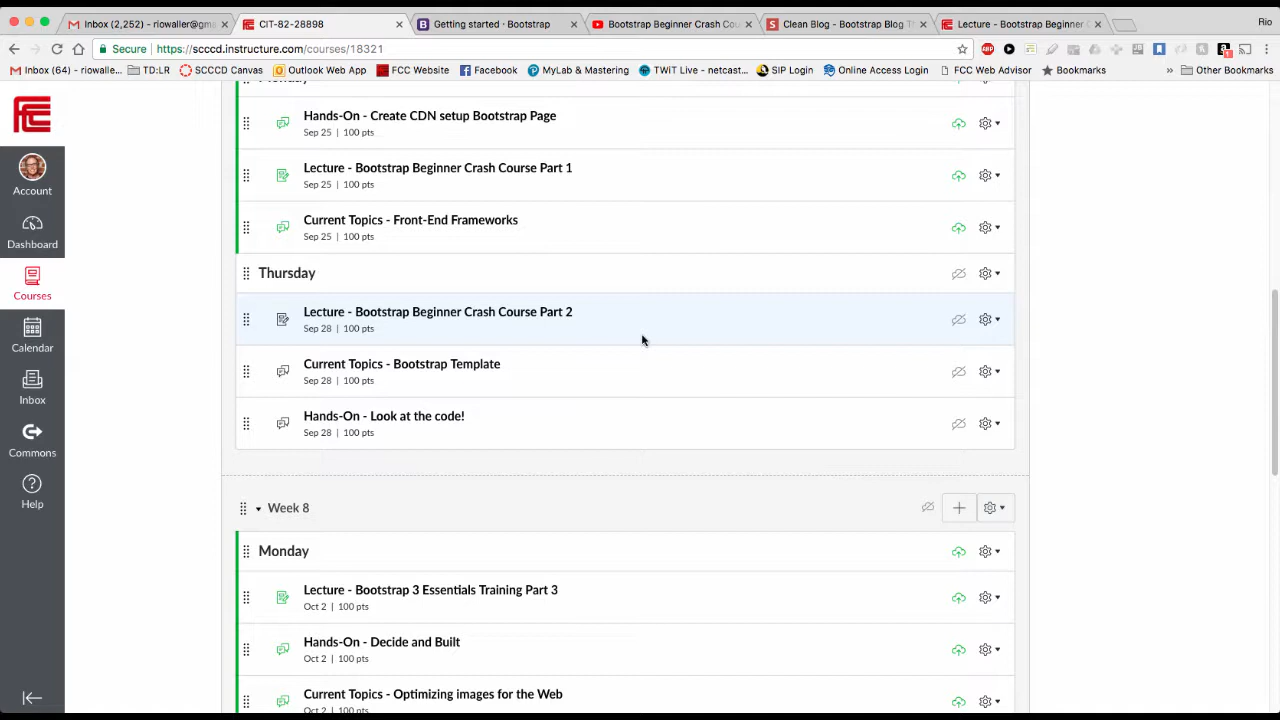 Inbox (2,252) - riowaller@gm
CIT-82-28898
Getting started · Bootstrap
Bootstrap Beginner Crash Co
Clean Blog - Bootstrap Blog T
Lecture - Bootstrap Beginner
Rio
Secure
https://scccd.instructure.com/courses/18321
Inbox (64) - riowalle...
TD:LR
SCCCD Canvas
Outlook Web App
FCC Website
Facebook
MyLab & Mastering
TWiT Live - netcast...
SIP Login
Online Access Login
FCC Web Advisor
Bookmarks
»
Other Bookmarks
Hands-On - Create CDN setup Bootstrap Page
Sep 25 | 100 pts
Lecture - Bootstrap Beginner Crash Course Part 1
Sep 25 | 100 pts
Current Topics - Front-End Frameworks
Sep 25 | 100 pts
Thursday
Lecture - Bootstrap Beginner Crash Course Part 2
Sep 28 | 100 pts
Current Topics - Bootstrap Template
Sep 28 | 100 pts
Hands-On - Look at the code!
Sep 28 | 100 pts
Week 8
Monday
Lecture - Bootstrap 3 Essentials Training Part 3
Oct 2 | 100 pts
Hands-On - Decide and Built
Oct 2 | 100 pts
Current Topics - Optimizing images for the Web
Oct 2 | 100 pts
Account
Dashboard
Courses
Calendar
Inbox
Commons
Help